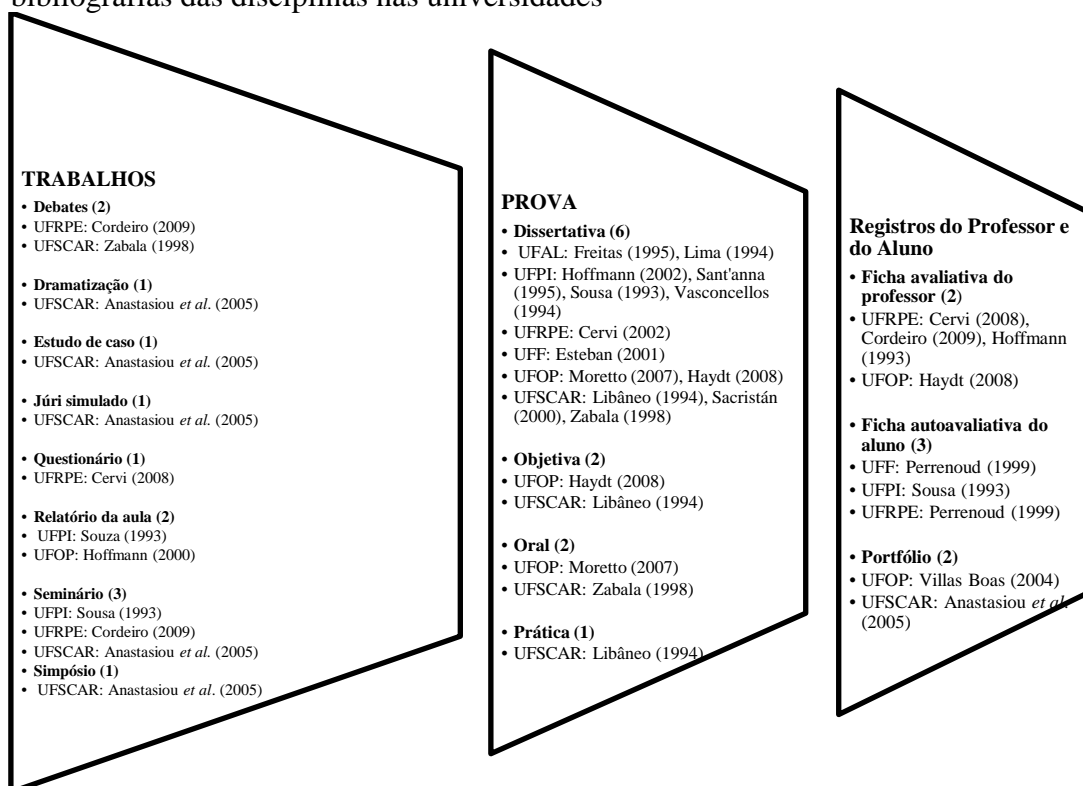 bibliografias das disciplinas nas universidades
TRABALHOS
• Debates (2)
• UFRPE: Cordeiro (2009)
• UFSCAR: Zabala (1998)
• Dramatização (1)
• UFSCAR: Anastasiou et al. (2005)
• Estudo de caso (1)
• UFSCAR: Anastasiou et al. (2005)
• Júri simulado (1)
• UFSCAR: Anastasiou et al. (2005)
• Questionário (1)
• UFRPE: Cervi (2008)
• Relatório da aula (2)
• UFPI: Souza (1993)
• UFOP: Hoffmann (2000)
• Seminário (3)
• UFPI: Sousa (1993)
• UFRPE: Cordeiro (2009)
• UFSCAR: Anastasiou et al. (2005)
• Simpósio (1)
• UFSCAR: Anastasiou et al. (2005)
PROVA
• Dissertativa (6)
• UFAL: Freitas (1995), Lima (1994)
• UFPI: Hoffmann (2002), Sant'anna
(1995), Sousa (1993), Vasconcellos
(1994)
• UFRPE: Cervi (2002)
• UFF: Esteban (2001)
• UFOP: Moretto (2007), Haydt (2008)
• UFSCAR: Libâneo (1994), Sacristán
(2000), Zabala (1998)
• Objetiva (2)
• UFOP: Haydt (2008)
• UFSCAR: Libâneo (1994)
• Oral (2)
• UFOP: Moretto (2007)
• UFSCAR: Zabala (1998)
• Prática (1)
• UFSCAR: Libâneo (1994)
Registros do Professor e
do Aluno
• Ficha avaliativa do
professor (2)
• UFRPE: Cervi (2008),
Cordeiro (2009), Hoffmann
(1993)
• UFOP: Haydt (2008)
• Ficha autoavaliativa do
aluno (3)
• UFF: Perrenoud (1999)
• UFPI: Sousa (1993)
• UFRPE: Perrenoud (1999)
• Portfólio (2)
• UFOP: Villas Boas (2004)
• UFSCAR: Anastasiou et al.
(2005)